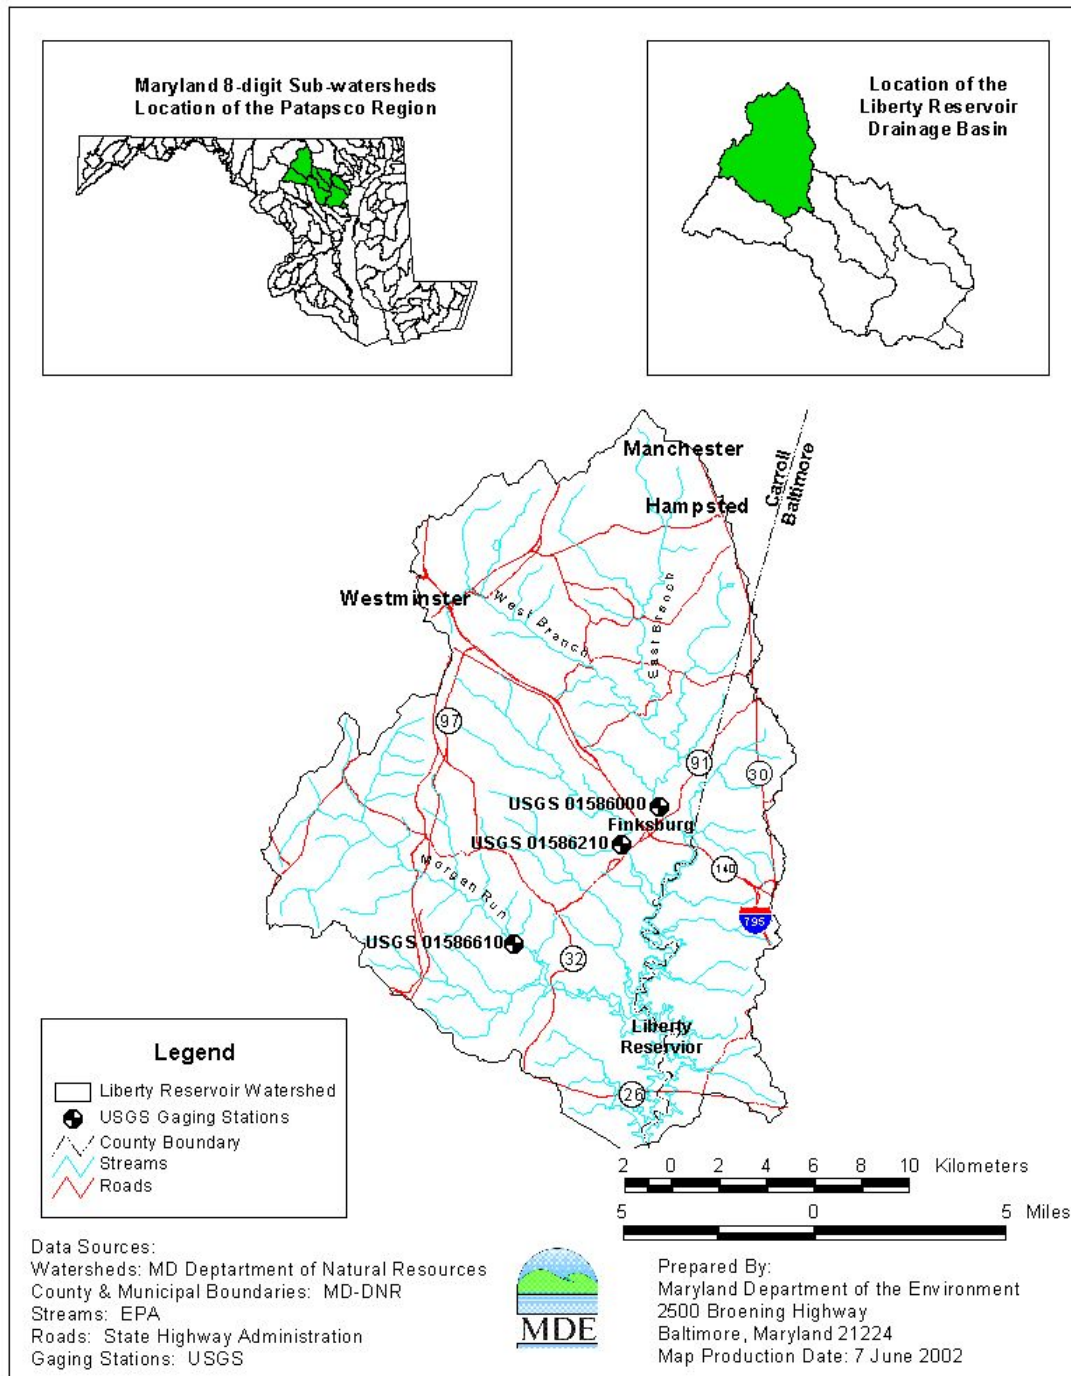 Maryland 8-digit Sub-watersheds
Location of the Patapsco Region
Location of the
Liberty Reservoir
Drainage Basin
Manchester
Carroll
Baltimore
Hampsted
Westminster
West Branch
East Branch
97
91
30
USGS 01586000
Finksburg
USGS 01586210
140
Morgan Run
795
USGS 01586610
32
Liberty
Reservior
26
Legend
Liberty Reservoir Watershed
USGS Gaging Stations
County Boundary
Streams
Roads
2 0 2 4 6 8 10 Kilometers
5 0 5 Miles
Data Sources:
Watersheds: MD Deptartment of Natural Resources
County & Municipal Boundaries: MD-DNR
Streams: EPA
Roads: State Highway Administration
Gaging Stations: USGS
MDE
Prepared By:
Maryland Department of the Environment
2500 Broening Highway
Baltimore, Maryland 21224
Map Production Date: 7 June 2002